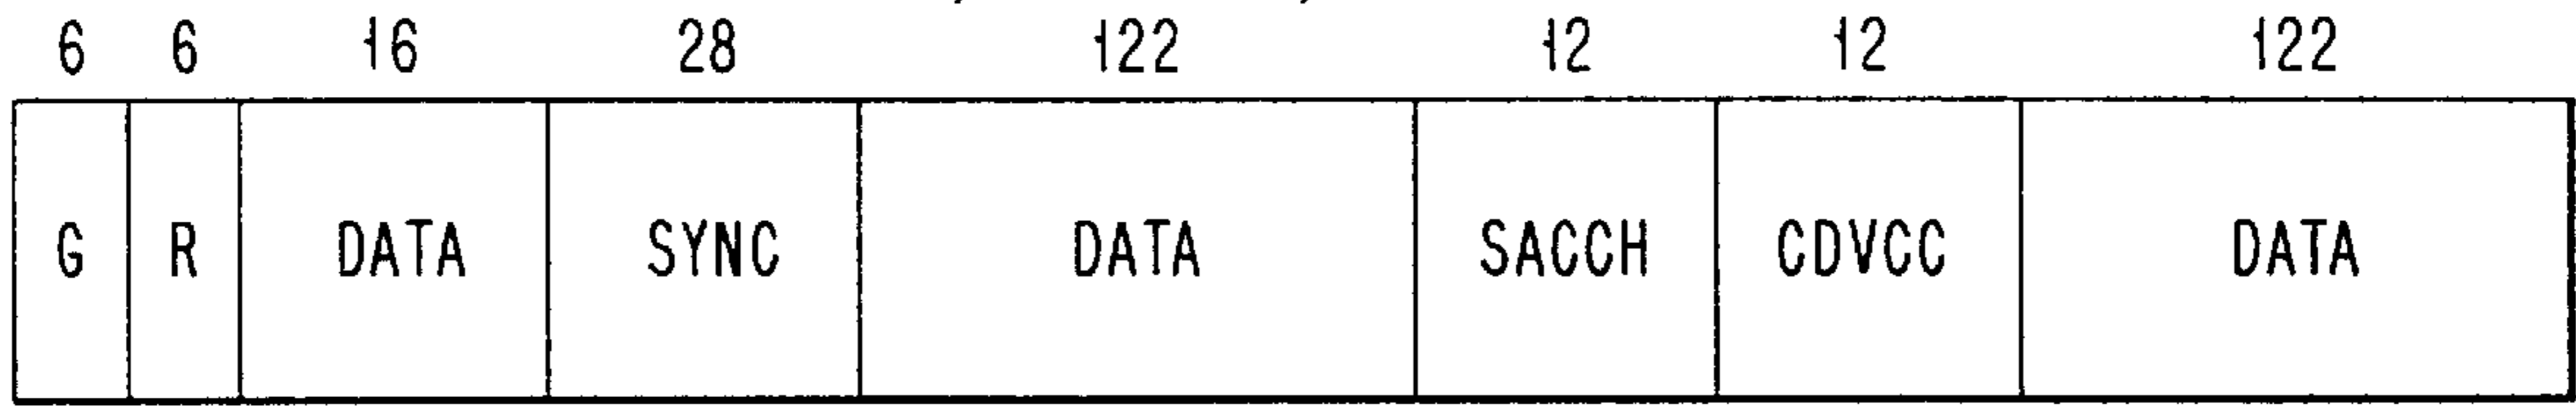 6 6 16 28 122 12 12 122
G R DATA SYNC DATA SACCH CDVCC DATA